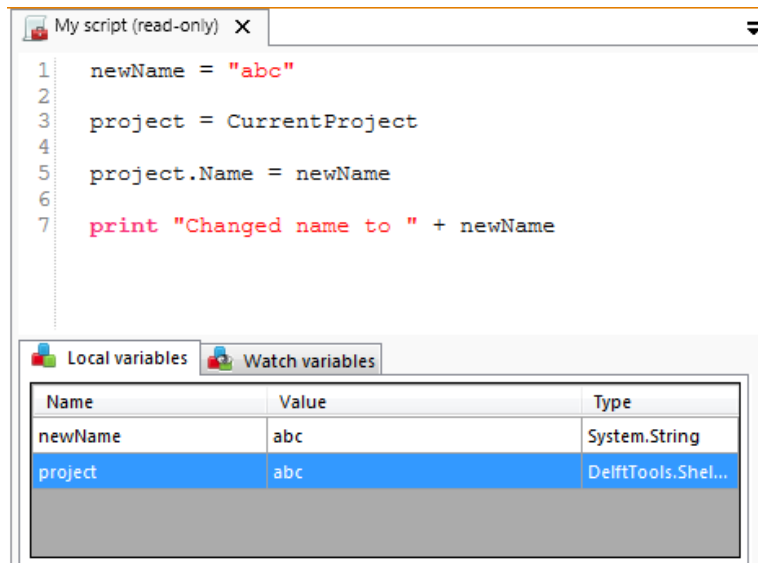 My script (read-only) X
1 newName = "abc"
2
3 project = CurrentProject
4
5 project.Name = newName
6
7 print "Changed name to " + newName
Local variables Watch variables
Name Value Type
newName abc System.String
project abc DelftTools.Shel...